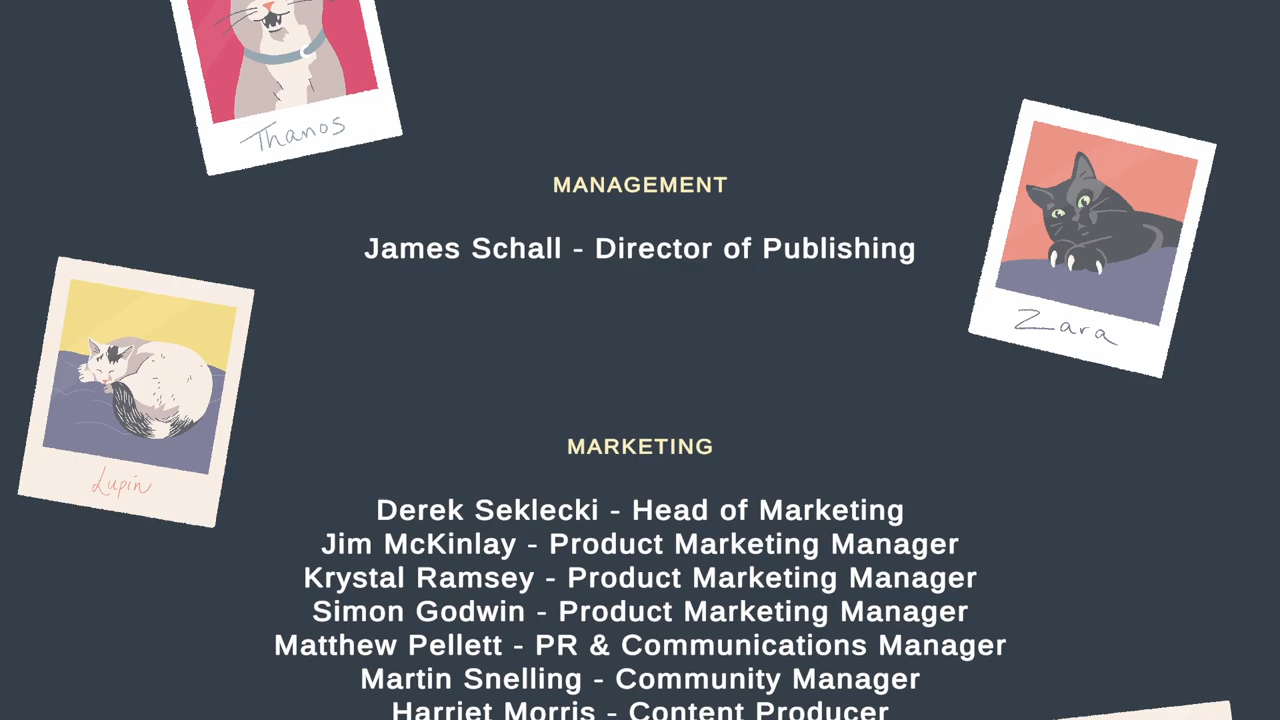 Thanos
MANAGEMENT
James Schall - Director of Publishing
Zara
Lupin
MARKETING
Derek Seklecki - Head of Marketing
Jim McKinlay - Product Marketing Manager
Krystal Ramsey - Product Marketing Manager
Simon Godwin - Product Marketing Manager
Matthew Pellett - PR & Communications Manager
Martin Snelling - Community Manager
Harriet Morris - Content Producer